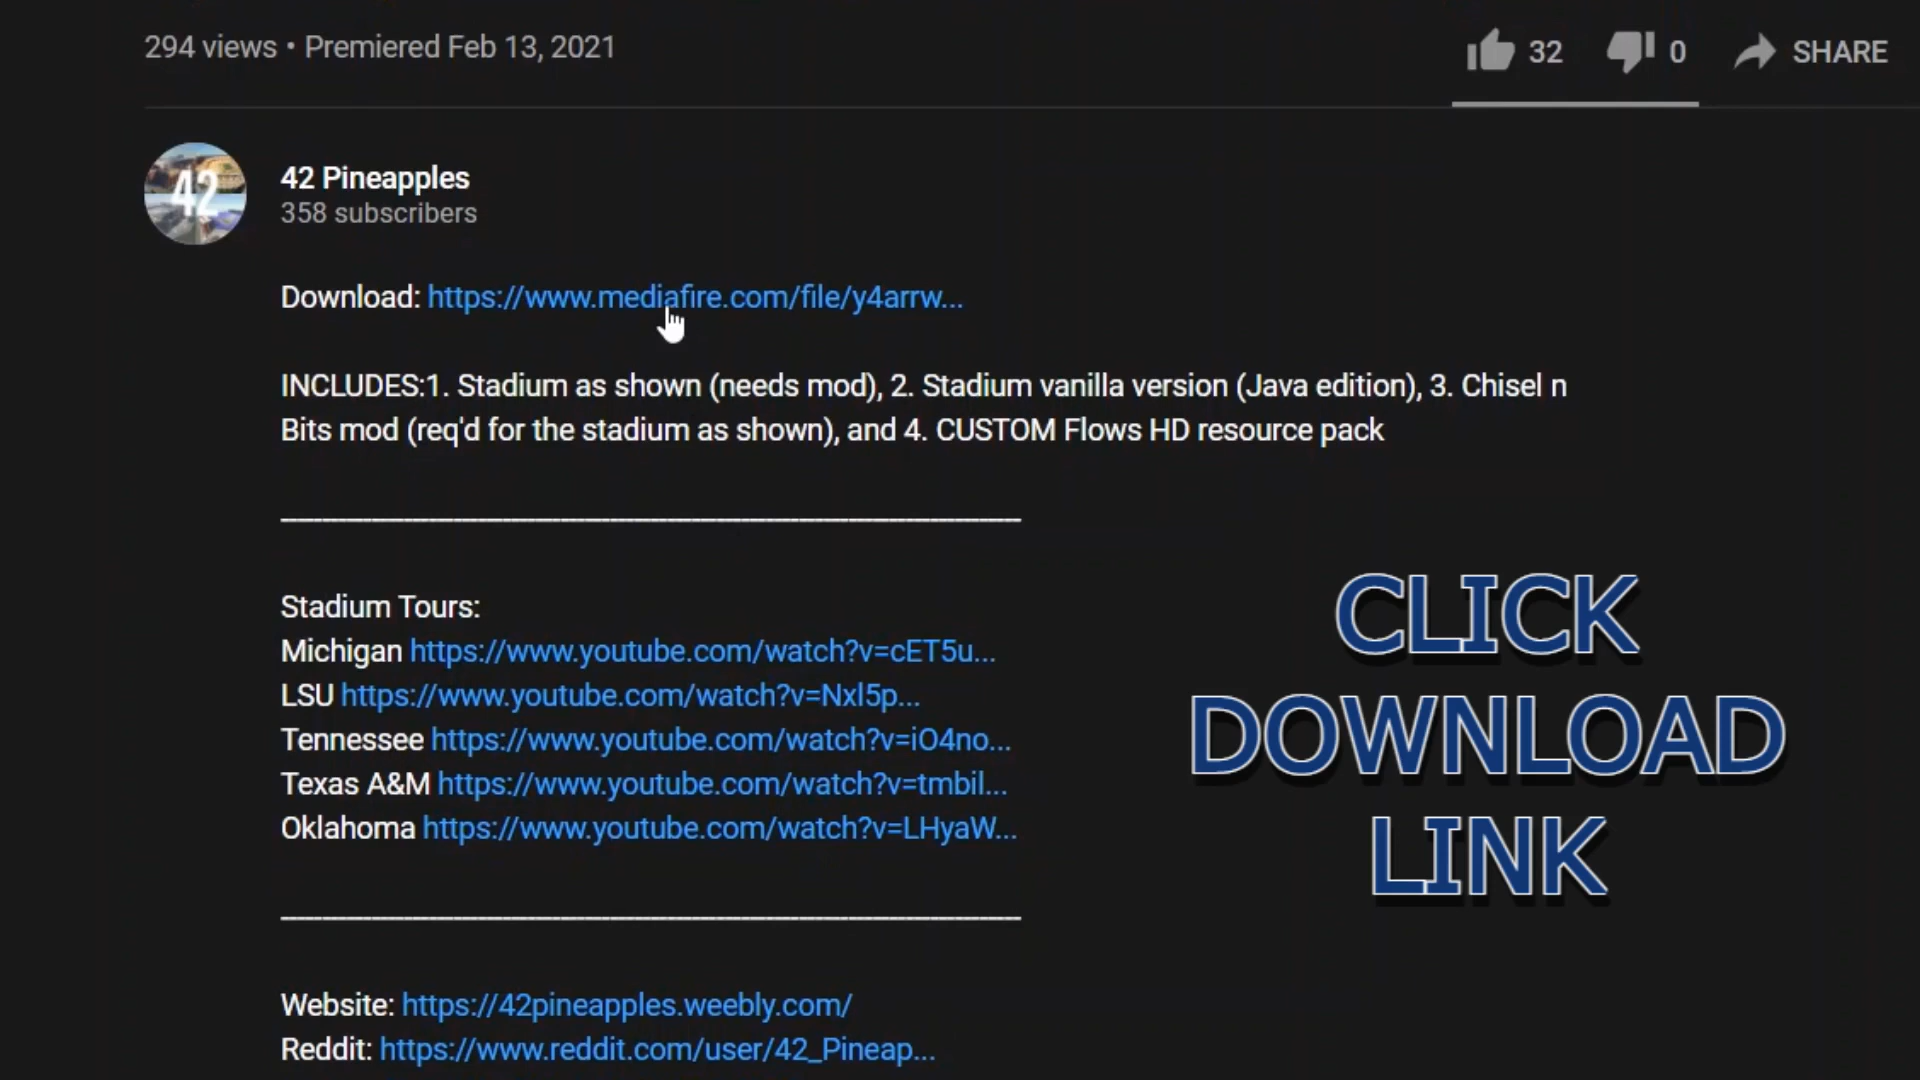 294 views • Premiered Feb 13, 2021
32
0
SHARE
42
42 Pineapples
358 subscribers
Download: https://www.mediafire.com/file/y4arrw...
INCLUDES:1. Stadium as shown (needs mod), 2. Stadium vanilla version (Java edition), 3. Chisel n
Bits mod (req'd for the stadium as shown), and 4. CUSTOM Flows HD resource pack
Stadium Tours:
Michigan https://www.youtube.com/watch?v=cET5u...
LSU https://www.youtube.com/watch?v=Nxl5p...
Tennessee https://www.youtube.com/watch?v=iO4no...
Texas A&M https://www.youtube.com/watch?v=tmbil...
Oklahoma https://www.youtube.com/watch?v=LHyaW...
CLICK
DOWNLOAD
LINK
Website: https://42pineapples.weebly.com/
Reddit: https://www.reddit.com/user/42_Pineap...